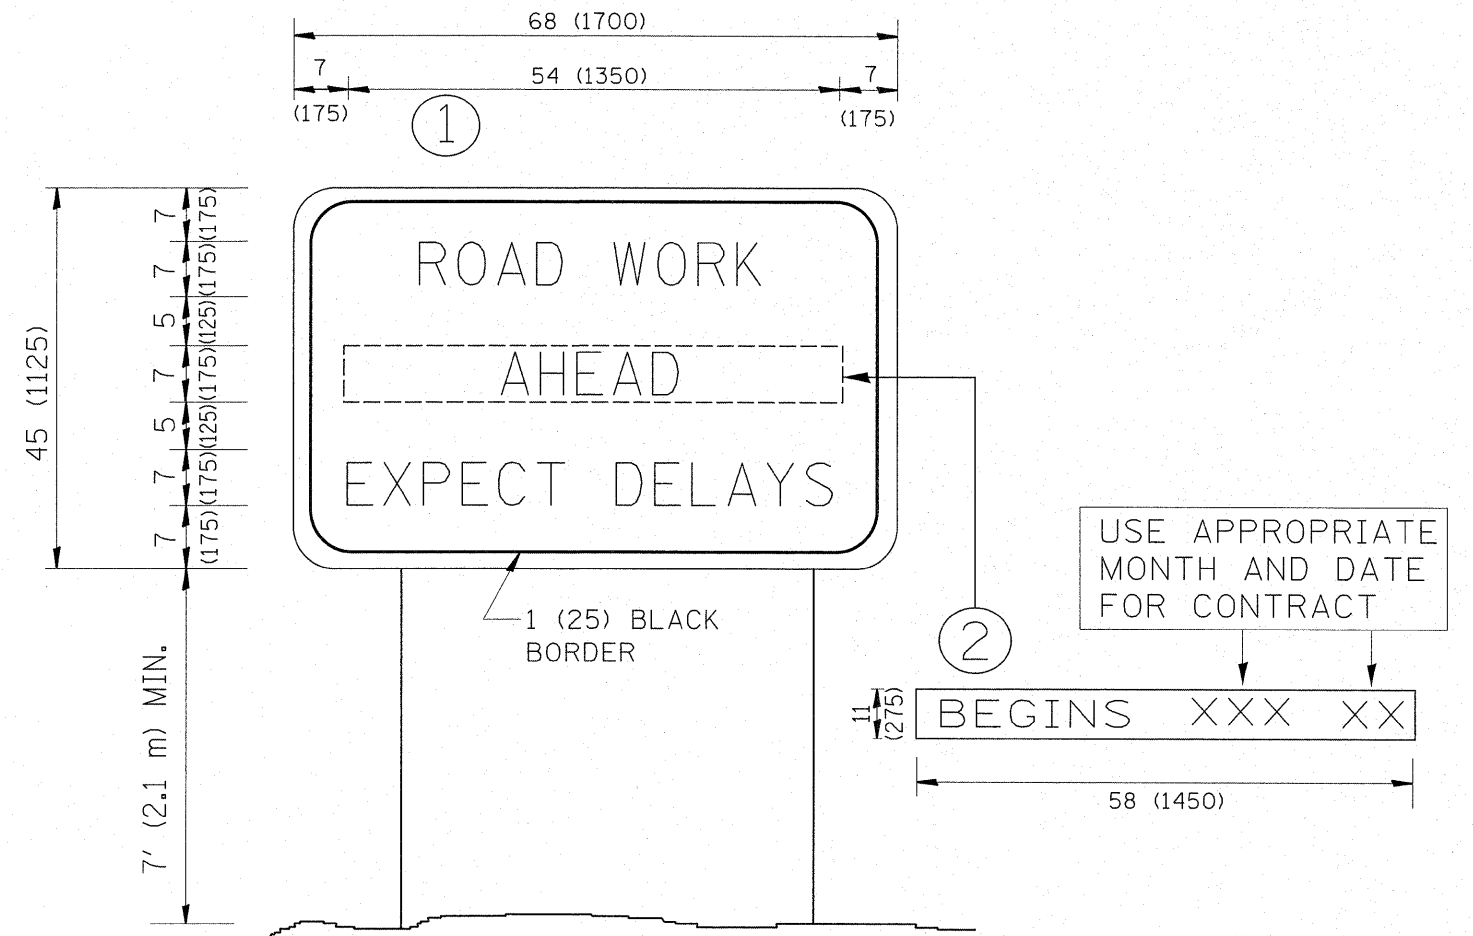 68 (1700)
7 54 (1350) 7
(175) (175)
1
7 (175)
7 (175)
5 (125)
7 (175)
5 (125)
7 (175)
7 (175)
45 (1125)
7' (2.1 m) MIN.
ROAD WORK
AHEAD
EXPECT DELAYS
1 (25) BLACK
BORDER
2
USE APPROPRIATE
MONTH AND DATE
FOR CONTRACT
11
(275)
BEGINS XXX XX
58 (1450)